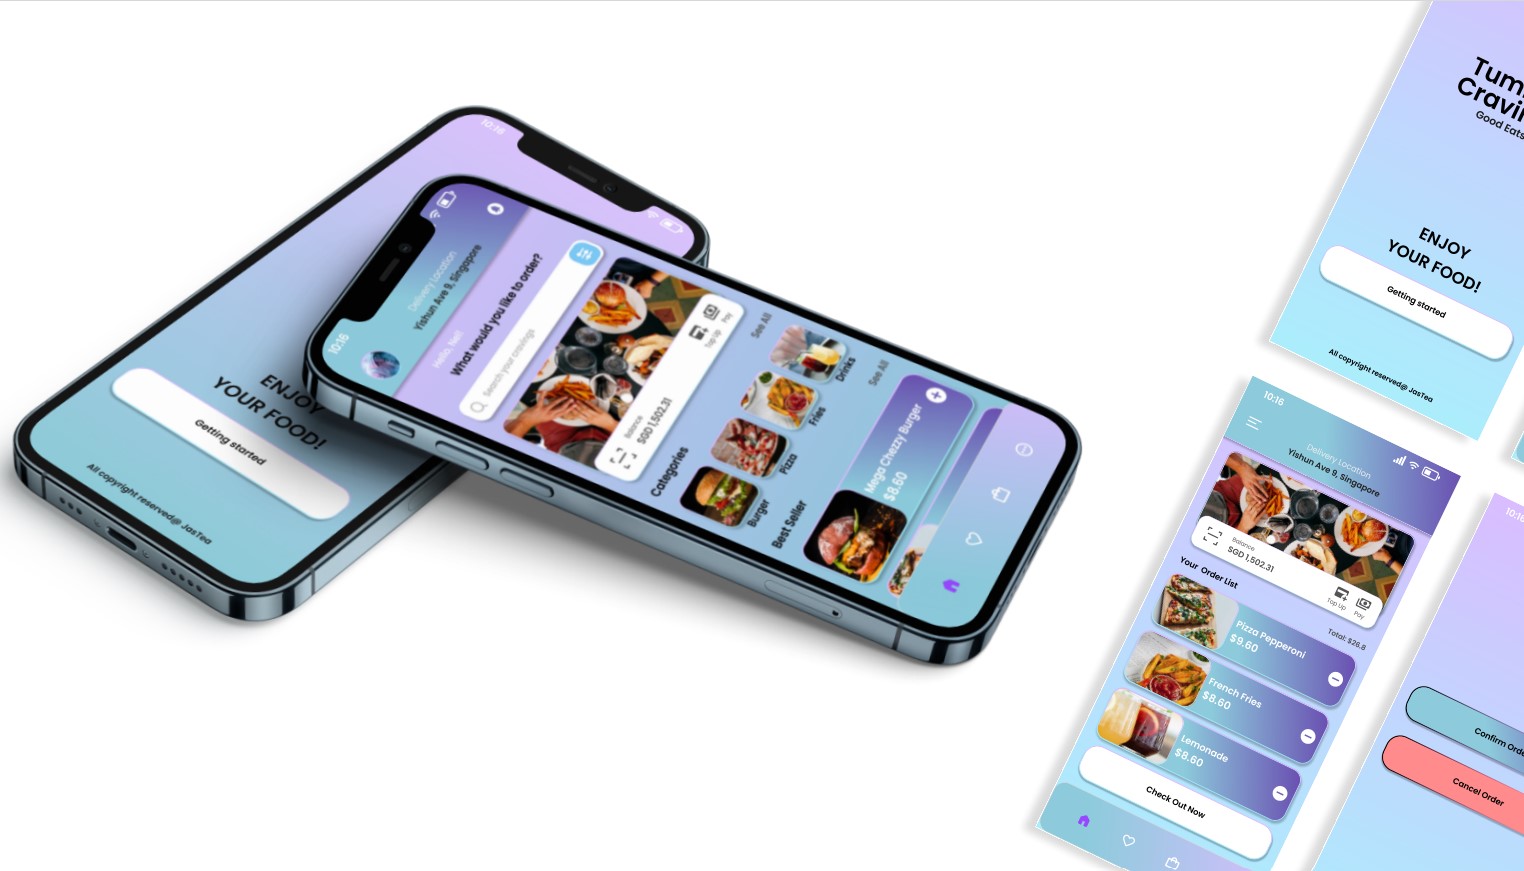 10:16
ENJOY
YOUR FOOD!
Getting started
All copyright reserved@ JasTea
10:16
Delivery Location
Yishun Ave 9, Singapore
Hello, Nel!
What would you like to order?
Search your cravings
Balance
SGD 1,502.31
Top Up
Pay
Categories
See All
Burger
Pizza
Fries
Drinks
Best Seller
See All
Mega Chezzy Burger
$8.60
Good Eats
ENJOY
YOUR FOOD!
Getting started
All copyright reserved@ JasTea
10:16
Delivery Location
Yishun Ave 9, Singapore
Balance
SGD 1,502.31
Top Up
Pay
Your Order List
Total: $26.8
Pizza Pepperoni
$9.60
French Fries
$8.60
Lemonade
$8.60
Check Out Now
10:16
Confirm Orde
Cancel Order